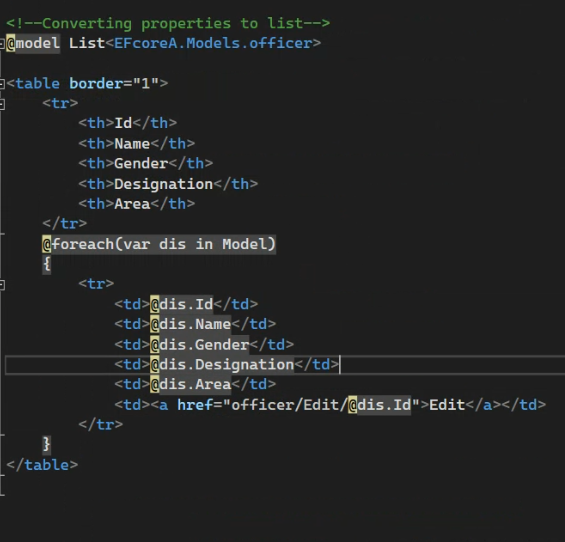 <!--Converting properties to list-->
@model List<EFcoreA.Models.officer>
<table border="1">
<tr>
<th>Id</th>
<th>Name</th>
<th>Gender</th>
<th>Designation</th>
<th>Area</th>
</tr>
@foreach(var dis in Model)
{
<tr>
<td>@dis.Id</td>
<td>@dis.Name</td>
<td>@dis.Gender</td>
<td>@dis.Designation</td>
<td>@dis.Area</td>
<td><a href="officer/Edit/@dis.Id">Edit</a></td>
</tr>
}
</table>